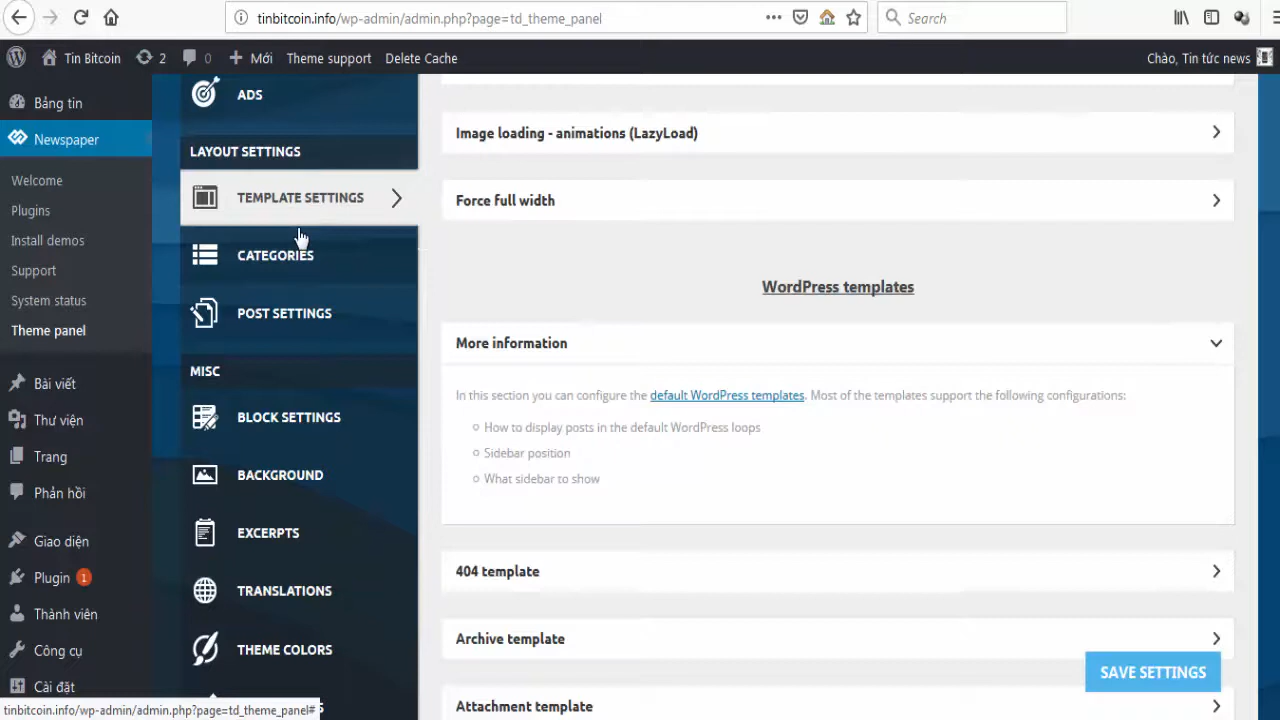 tinbitcoin.info/wp-admin/admin.php?page=td_theme_panel
Search
Tin Bitcoin
2
0
Mới
Theme support
Delete Cache
Chào, Tin tức news
Bảng tin
Newspaper
Welcome
Plugins
Install demos
Support
System status
Theme panel
Bài viết
Thư viện
Trang
Phản hồi
Giao diện
Plugin 1
Thành viên
Công cụ
Cài đặt
ADS
LAYOUT SETTINGS
TEMPLATE SETTINGS
CATEGORIES
POST SETTINGS
MISC
BLOCK SETTINGS
BACKGROUND
EXCERPTS
TRANSLATIONS
THEME COLORS
Image loading - animations (LazyLoad)
Force full width
WordPress templates
More information
In this section you can configure the default WordPress templates. Most of the templates support the following configurations:
How to display posts in the default WordPress loops
Sidebar position
What sidebar to show
404 template
Archive template
SAVE SETTINGS
Attachment template
tinbitcoin.info/wp-admin/admin.php?page=td_theme_panel#